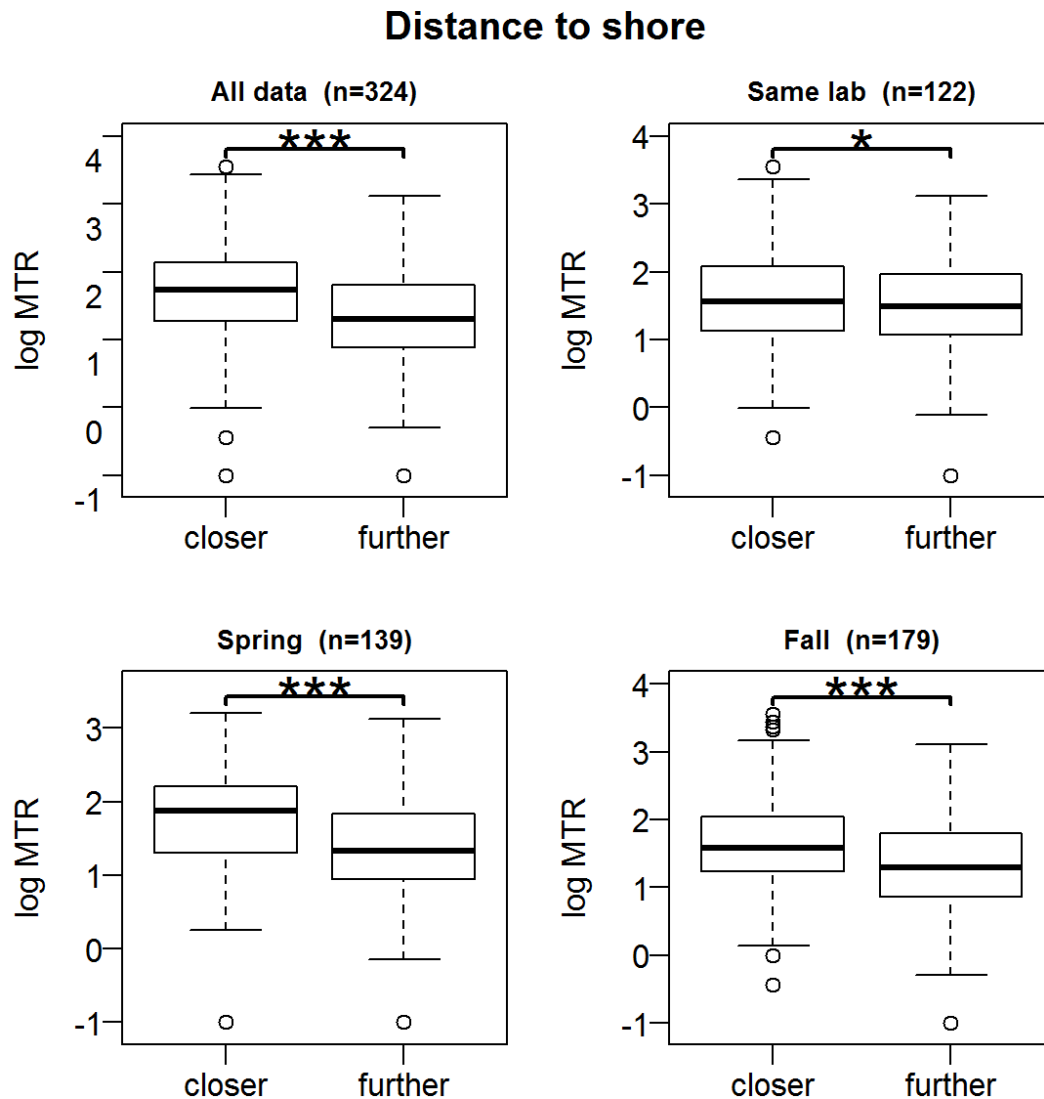 Distance to shore
All data (n=324)
***
4
3
2
1
0
-1
log MTR
closer further
Same lab (n=122)
*
4
3
2
1
0
-1
log MTR
closer further
Spring (n=139)
***
3
2
1
0
-1
log MTR
closer further
Fall (n=179)
***
4
3
2
1
0
-1
log MTR
closer further